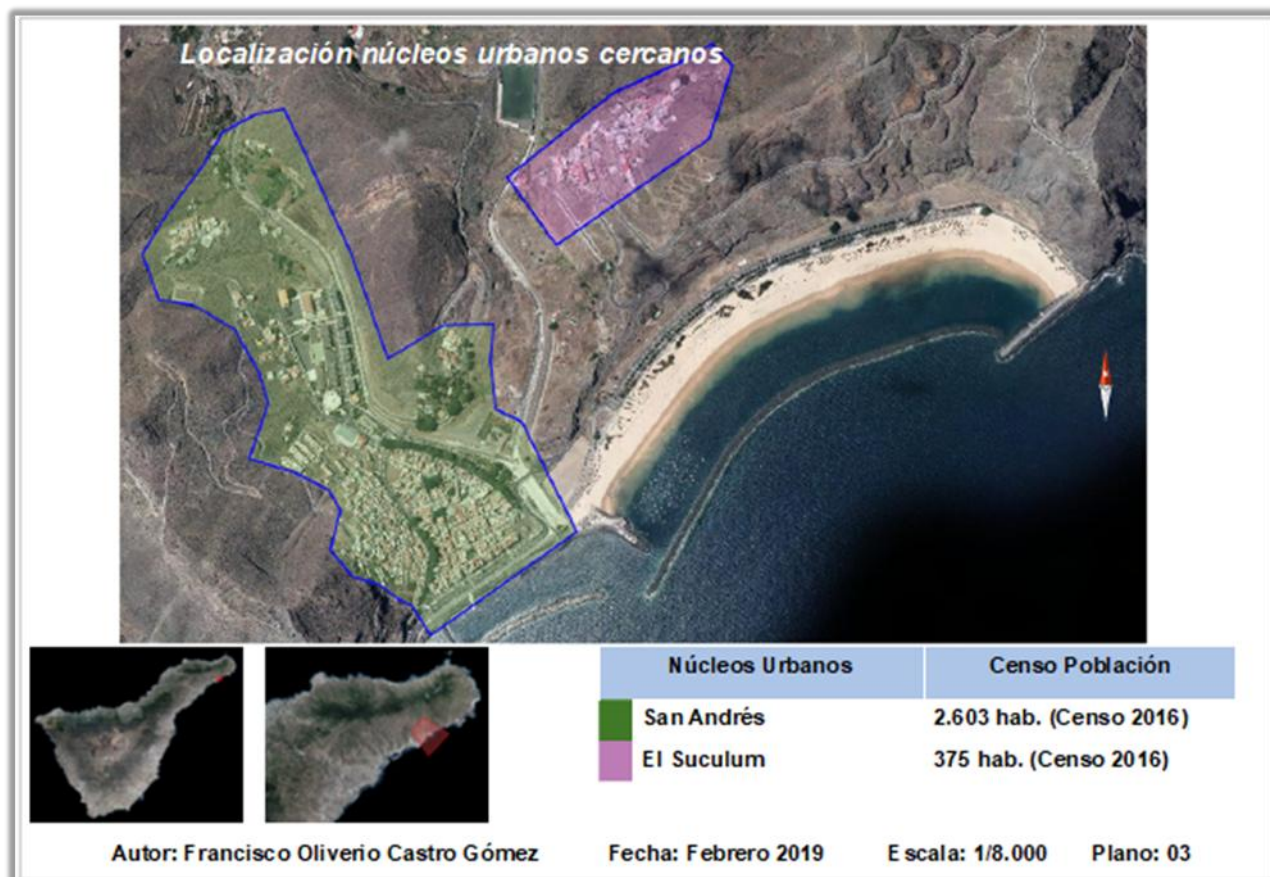 Localización núcleos urbanos cercanos
Núcleos Urbanos Censo Población
San Andrés 2.603 hab. (Censo 2016)
El Suculum 375 hab. (Censo 2016)
Autor: Francisco Oliverio Castro Gómez Fecha: Febrero 2019 Escala: 1/8.000 Plano: 03